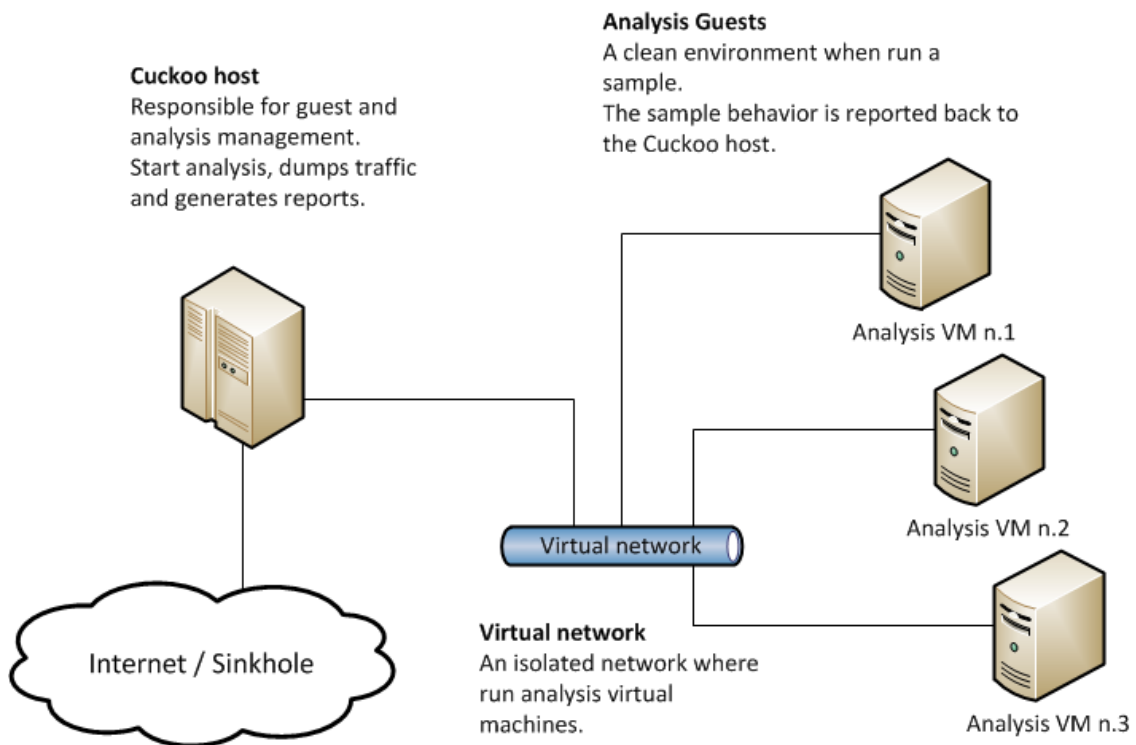 Cuckoo host
Responsible for guest and
analysis management.
Start analysis, dumps traffic
and generates reports.
Analysis Guests
A clean environment when run a
sample.
The sample behavior is reported back to
the Cuckoo host.
Analysis VM n.1
Analysis VM n.2
Virtual network
Internet / Sinkhole
Virtual network
An isolated network where
run analysis virtual
machines.
Analysis VM n.3